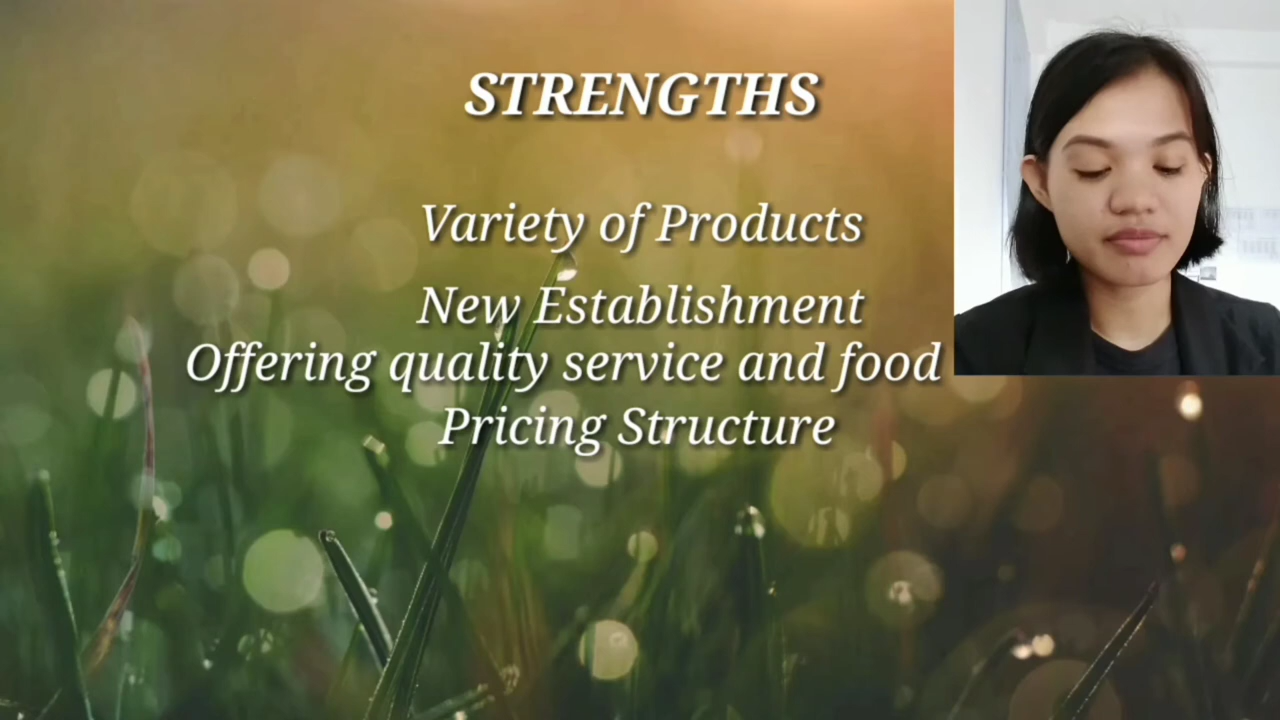 STRENGTHS
Variety of Products
New Establishment
Offering quality service and food
Pricing Structure